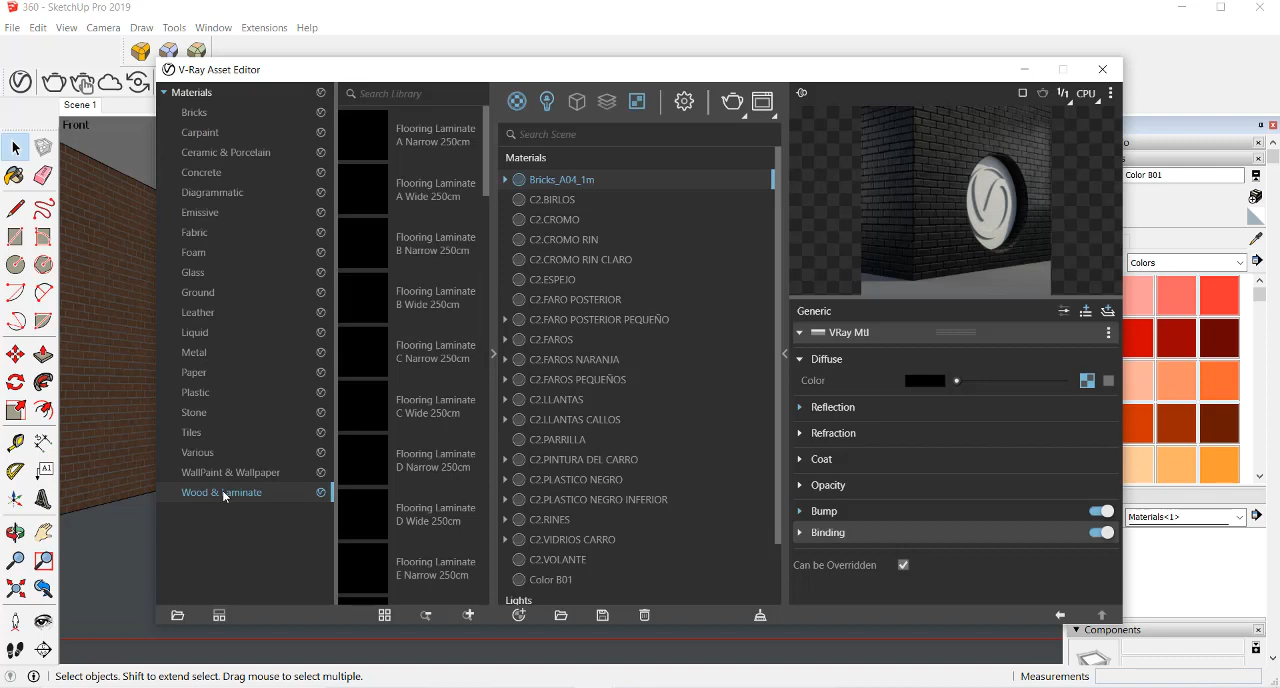 360 - SketchUp Pro 2019
File Edit View Camera Draw Tools Window Extensions Help
V-Ray Asset Editor
Scene 1
Front
Materials
Bricks
Carpaint
Ceramic & Porcelain
Concrete
Diagrammatic
Emissive
Fabric
Foam
Glass
Ground
Leather
Liquid
Metal
Paper
Plastic
Stone
Tiles
Various
WallPaint & Wallpaper
Wood & Laminate
Search Library
Flooring Laminate
A Narrow 250cm
Flooring Laminate
A Wide 250cm
Flooring Laminate
B Narrow 250cm
Flooring Laminate
B Wide 250cm
Flooring Laminate
C Narrow 250cm
Flooring Laminate
C Wide 250cm
Flooring Laminate
D Narrow 250cm
Flooring Laminate
D Wide 250cm
Flooring Laminate
E Narrow 250cm
Search Scene
Materials
Bricks_A04_1m
C2.BIRLOS
C2.CROMO
C2.CROMO RIN
C2.CROMO RIN CLARO
C2.ESPEJO
C2.FARO POSTERIOR
C2.FARO POSTERIOR PEQUEÑO
C2.FAROS
C2.FAROS NARANJA
C2.FAROS PEQUEÑOS
C2.LLANTAS
C2.LLANTAS CALLOS
C2.PARRILLA
C2.PINTURA DEL CARRO
C2.PLASTICO NEGRO
C2.PLASTICO NEGRO INFERIOR
C2.RINES
C2.VIDRIOS CARRO
C2.VOLANTE
Color B01
Lights
1/1 CPU
Generic
VRay Mtl
Diffuse
Color
Reflection
Refraction
Coat
Opacity
Bump
Binding
Can be Overridden
Color B01
Colors
Materials<1>
Components
A1
Select objects. Shift to extend select. Drag mouse to select multiple.
Measurements